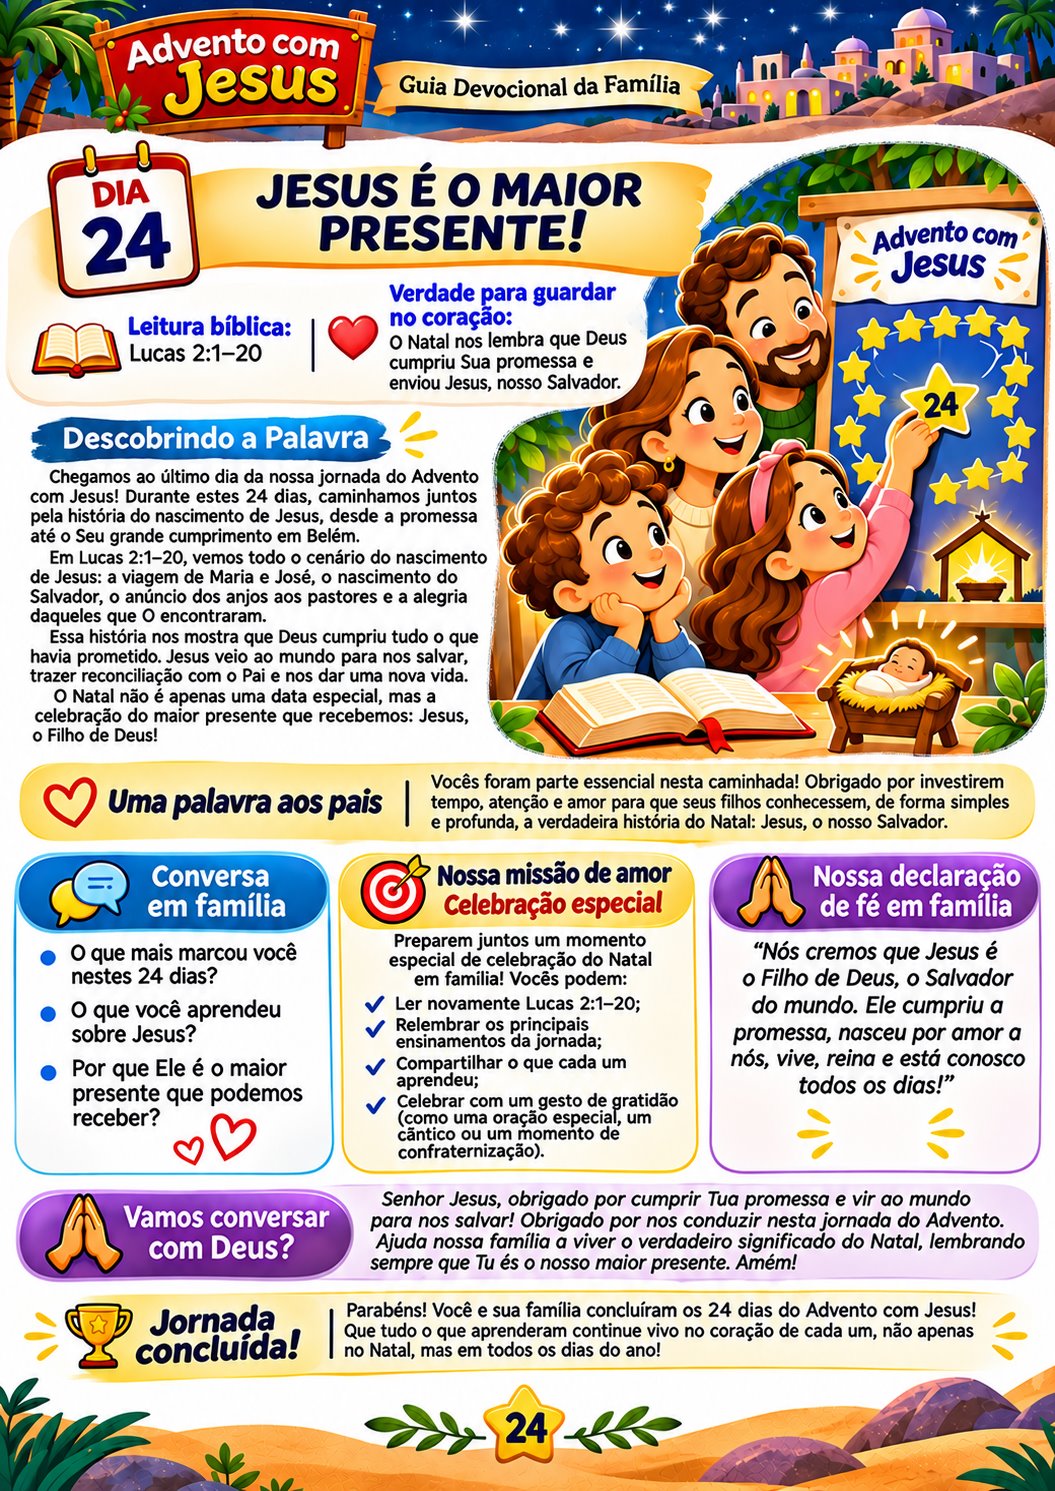 Advento com
Jesus
Guia Devocional da Família
DIA
24
JESUS É O MAIOR
PRESENTE!
Leitura bíblica:
Lucas 2:1–20
Verdade para guardar
no coração:
O Natal nos lembra que Deus
cumpriu Sua promessa e
enviou Jesus, nosso Salvador.
Advento com
Jesus
24
Descobrindo a Palavra
Chegamos ao último dia da nossa jornada do Advento
com Jesus! Durante estes 24 dias, caminhamos juntos
pela história do nascimento de Jesus, desde a promessa
até o Seu grande cumprimento em Belém.
Em Lucas 2:1–20, vemos todo o cenário do nascimento
de Jesus: a viagem de Maria e José, o nascimento do
Salvador, o anúncio dos anjos aos pastores e a alegria
daqueles que O encontraram.
Essa história nos mostra que Deus cumpriu tudo o que
havia prometido. Jesus veio ao mundo para nos salvar,
trazer reconciliação com o Pai e nos dar uma nova vida.
O Natal não é apenas uma data especial, mas a
celebração do maior presente que recebemos: Jesus,
o Filho de Deus!
Uma palavra aos pais
Vocês foram parte essencial nesta caminhada! Obrigado por investirem
tempo, atenção e amor para que seus filhos conhecessem, de forma simples
e profunda, a verdadeira história do Natal: Jesus, o nosso Salvador.
Conversa
em família
O que mais marcou você
nestes 24 dias?
O que você aprendeu
sobre Jesus?
Por que Ele é o maior
presente que podemos
receber?
Nossa missão de amor
Celebração especial
Preparem juntos um momento
especial de celebração do Natal
em família! Vocês podem:
Ler novamente Lucas 2:1–20;
Relembrar os principais
ensinamentos da jornada;
Compartilhar o que cada um
aprendeu;
Celebrar com um gesto de gratidão
(como uma oração especial, um
cântico ou um momento de
confraternização).
Nossa declaração
de fé em família
“Nós cremos que Jesus é
o Filho de Deus, o Salvador
do mundo. Ele cumpriu a
promessa, nasceu por amor a
nós, vive, reina e está conosco
todos os dias!”
Vamos conversar
com Deus?
Senhor Jesus, obrigado por cumprir Tua promessa e vir ao mundo
para nos salvar! Obrigado por nos conduzir nesta jornada do Advento.
Ajuda nossa família a viver o verdadeiro significado do Natal, lembrando
sempre que Tu és o nosso maior presente. Amém!
Jornada
concluída!
Parabéns! Você e sua família concluíram os 24 dias do Advento com Jesus!
Que tudo o que aprenderam continue vivo no coração de cada um, não apenas
no Natal, mas em todos os dias do ano!
24